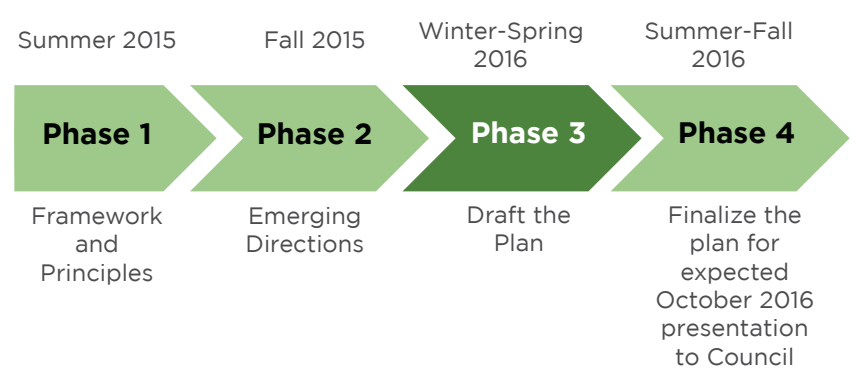 Summer 2015
Fall 2015
Winter-Spring
2016
Summer-Fall
2016
Phase 1
Phase 2
Phase 3
Phase 4
Framework
and
Principles
Emerging
Directions
Draft the
Plan
Finalize the
plan for
expected
October 2016
presentation
to Council